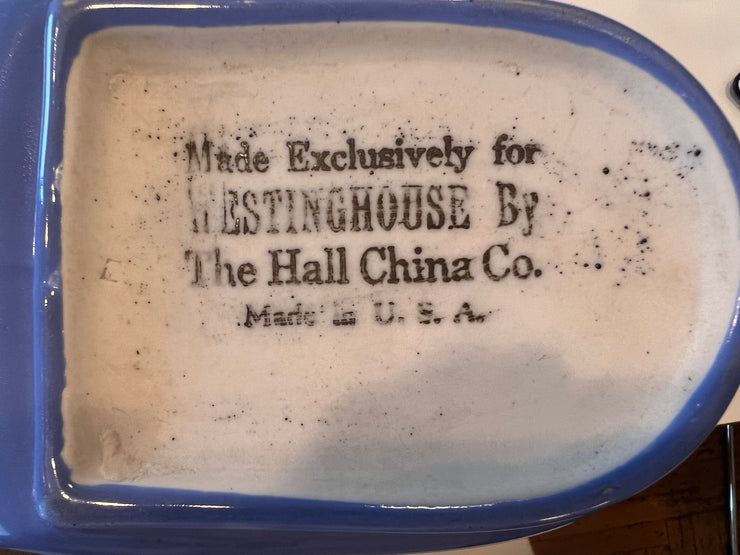 Made Exclusively for
WESTINGHOUSE By
The Hall China Co.
Made in U. S. A.